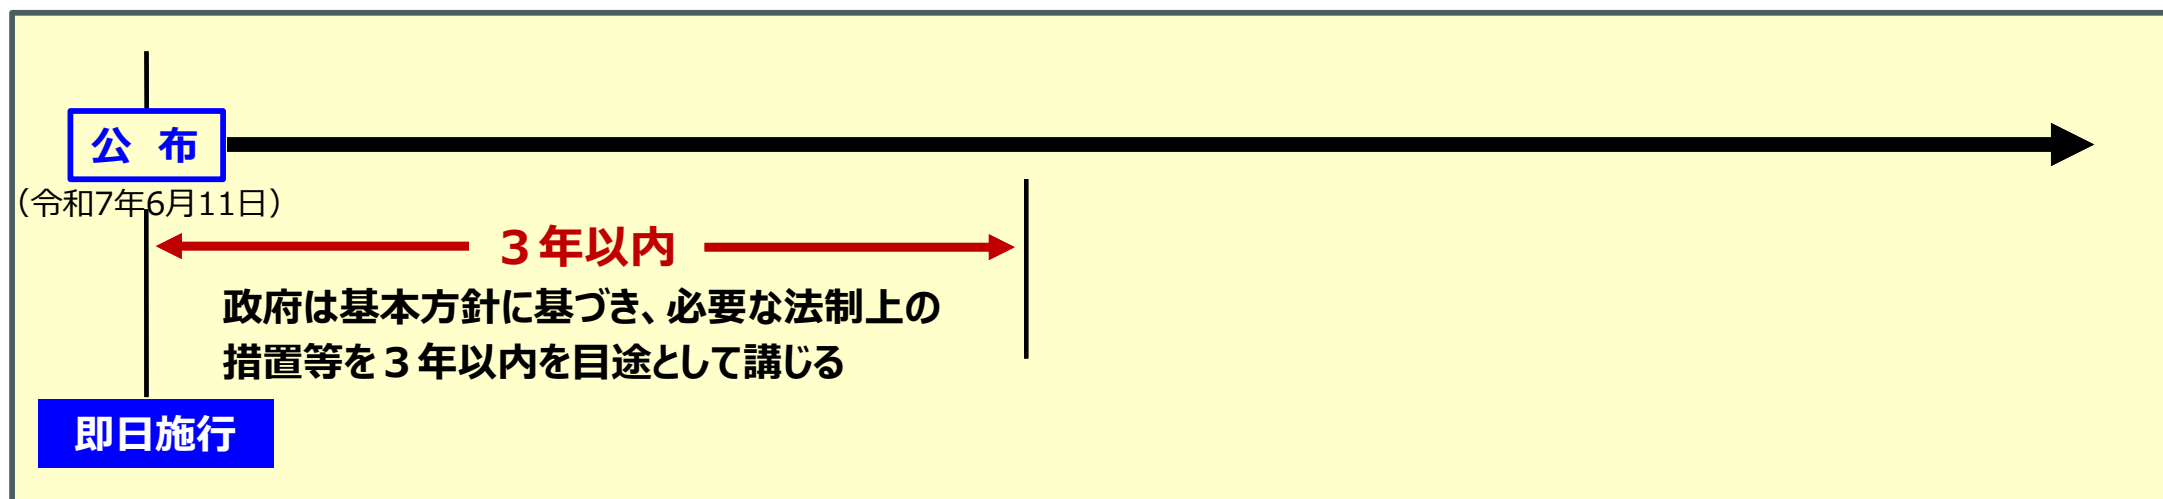 公 布
（令和7年6月11日）
３年以内
政府は基本方針に基づき、必要な法制上の
措置等を３年以内を目途として講じる
即日施行